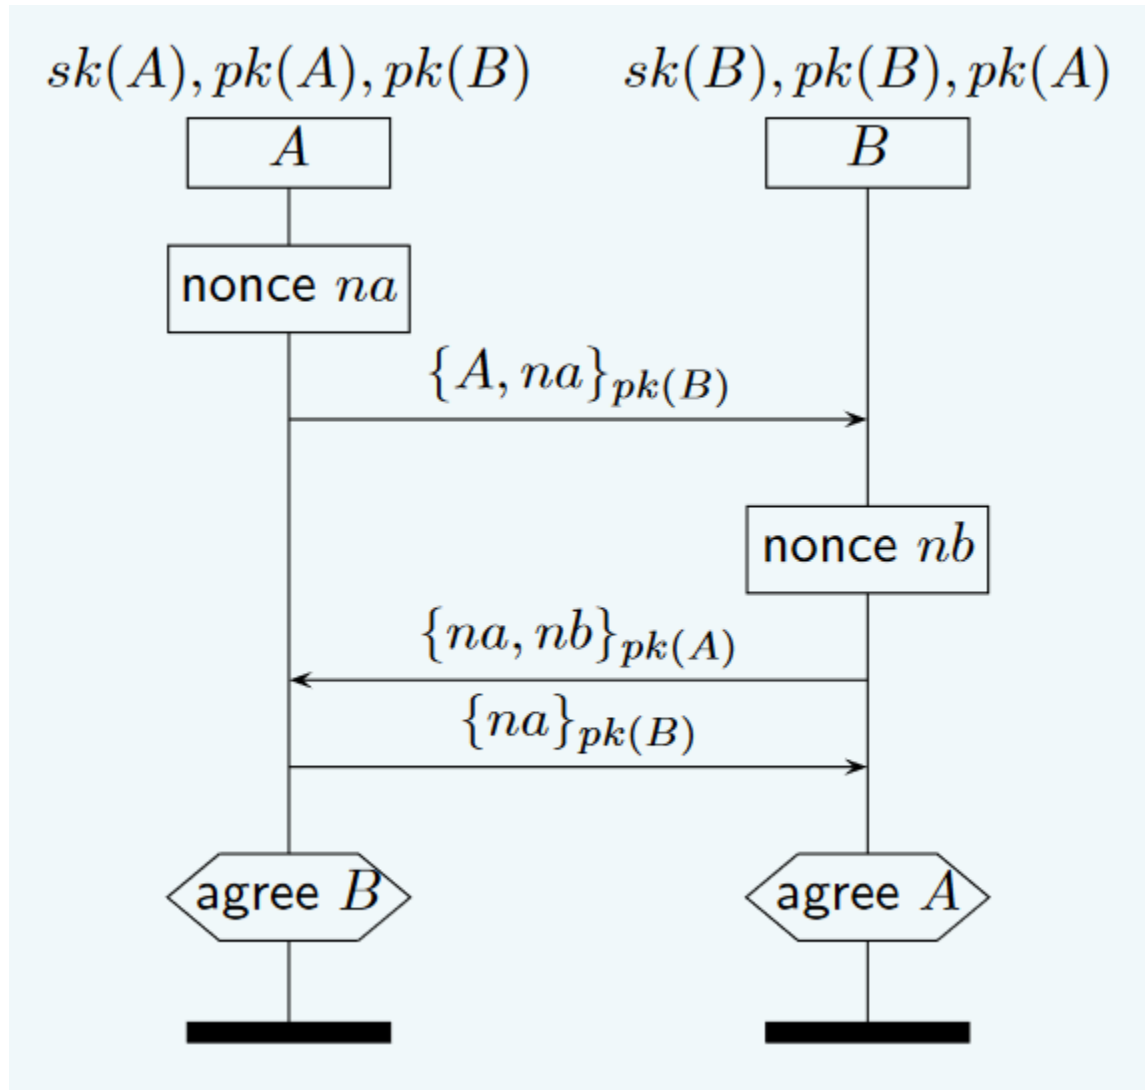 sk(A), pk(A), pk(B)
sk(B), pk(B), pk(A)
A
B
nonce na
{A, na}pk(B)
nonce nb
{na, nb}pk(A)
{na}pk(B)
agree B
agree A